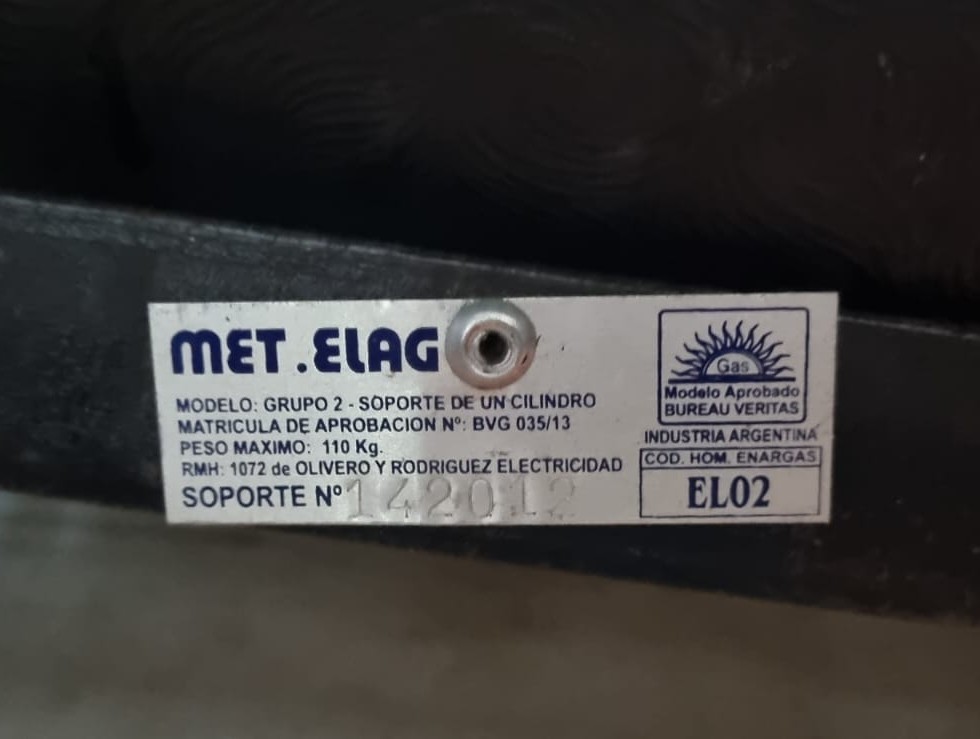 MET.ELAG
MODELO: GRUPO 2 - SOPORTE DE UN CILINDRO
MATRICULA DE APROBACION Nº: BVG 035/13
PESO MAXIMO: 110 Kg.
RMH: 1072 de OLIVERO Y RODRIGUEZ ELECTRICIDAD
SOPORTE Nº 142012
Gas
Modelo Aprobado
BUREAU VERITAS
INDUSTRIA ARGENTINA
COD. HOM. ENARGAS
EL02